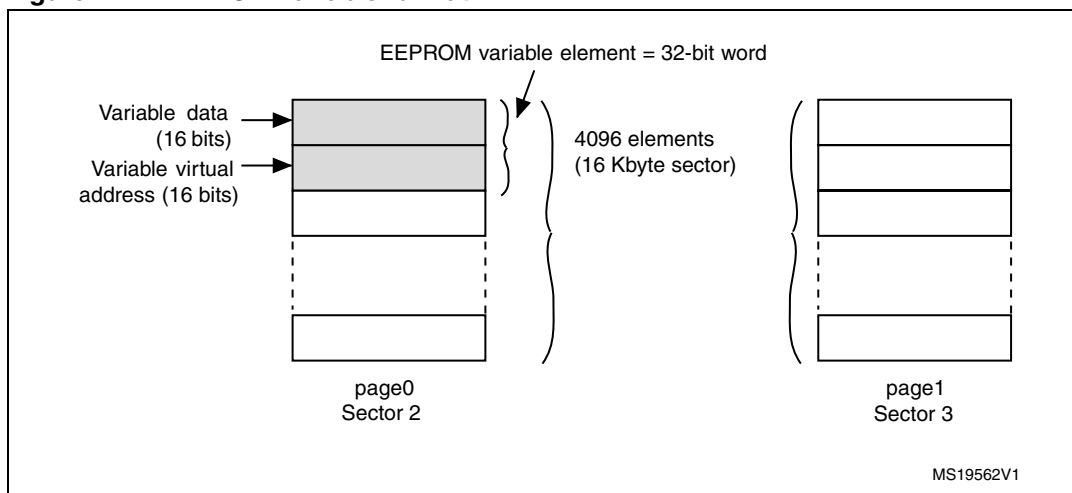 EEPROM variable element = 32-bit word
Variable data
(16 bits)
Variable virtual
address (16 bits)
4096 elements
(16 Kbyte sector)
page0
Sector 2
page1
Sector 3
MS19562V1